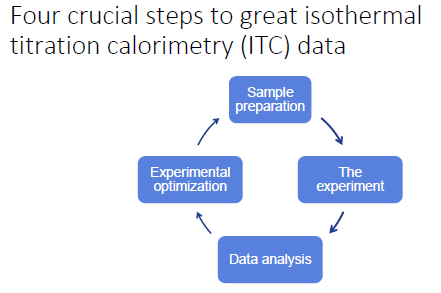 Four crucial steps to great isothermal
titration calorimetry (ITC) data
Sample
preparation
The
experiment
Data analysis
Experimental
optimization